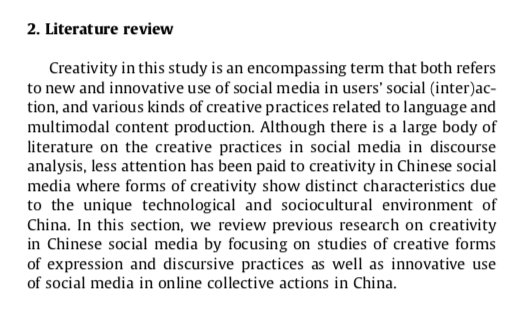 2. Literature review
Creativity in this study is an encompassing term that both refers
to new and innovative use of social media in users' social (inter)ac-
tion, and various kinds of creative practices related to language and
multimodal content production. Although there is a large body of
literature on the creative practices in social media in discourse
analysis, less attention has been paid to creativity in Chinese social
media where forms of creativity show distinct characteristics due
to the unique technological and sociocultural environment of
China. In this section, we review previous research on creativity
in Chinese social media by focusing on studies of creative forms
of expression and discursive practices as well as innovative use
of social media in online collective actions in China.